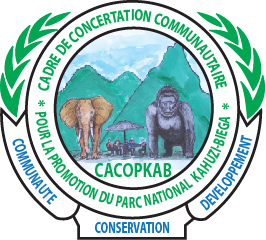 * CADRE DE CONCERTATION COMMUNAUTAIRE *
POUR LA PROMOTION DU PARC NATIONAL KAHUZI-BIEGA
CACOPKAB
COMMUNAUTE
CONSERVATION
DEVELOPPEMENT